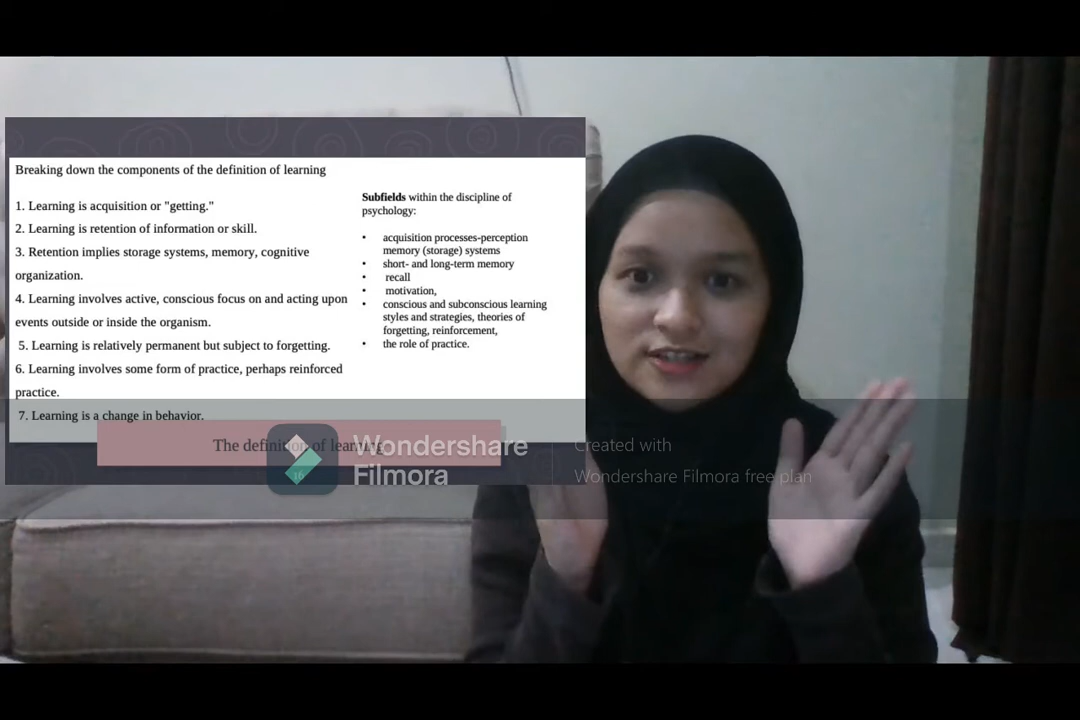 Breaking down the components of the definition of learning
1. Learning is acquisition or "getting."
2. Learning is retention of information or skill.
3. Retention implies storage systems, memory, cognitive
organization.
4. Learning involves active, conscious focus on and acting upon
events outside or inside the organism.
5. Learning is relatively permanent but subject to forgetting.
6. Learning involves some form of practice, perhaps reinforced
practice.
7. Learning is a change in behavior.
Subfields within the discipline of
psychology:
• acquisition processes-perception
memory (storage) systems
• short- and long-term memory
• recall
• motivation,
• conscious and subconscious learning
styles and strategies, theories of
forgetting, reinforcement,
• the role of practice.
The definition of learning
16
Wondershare
Filmora
Created with
Wondershare Filmora free plan